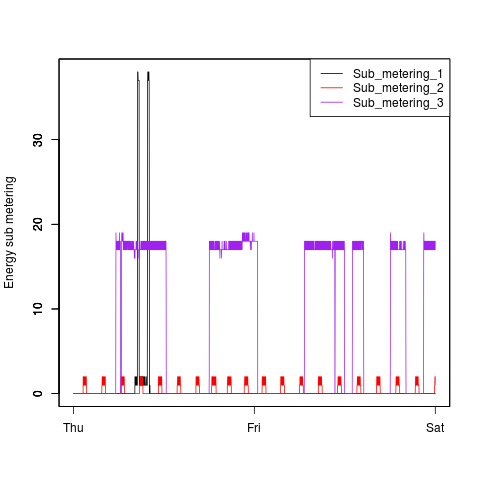 Sub_metering_1
Sub_metering_2
Sub_metering_3
Energy sub metering
30
20
10
0
Thu Fri Sat